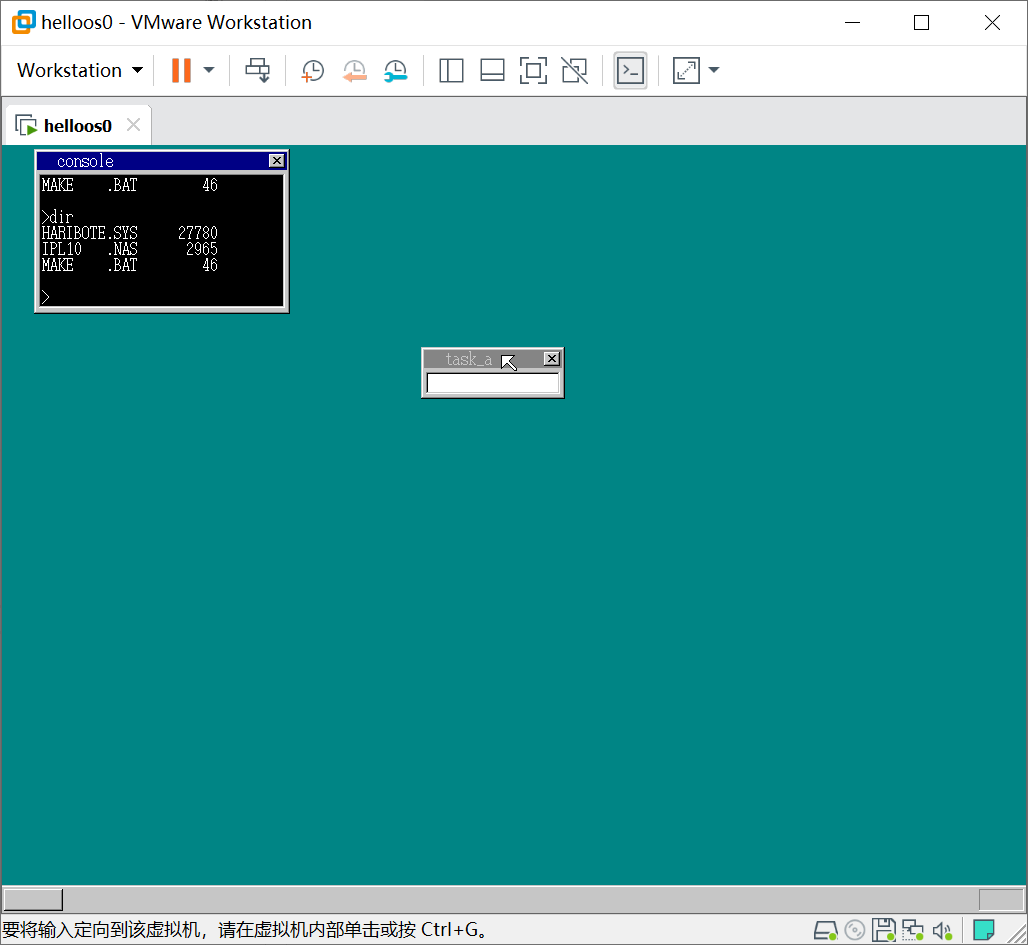 helloos0 - VMware Workstation
Workstation
helloos0
console
MAKE    .BAT        46
>dir
HARIBOTE.SYS     27780
IPL10   .NAS      2965
MAKE    .BAT        46
>
task_a
要将输入定向到该虚拟机，请在虚拟机内部单击或按 Ctrl+G。